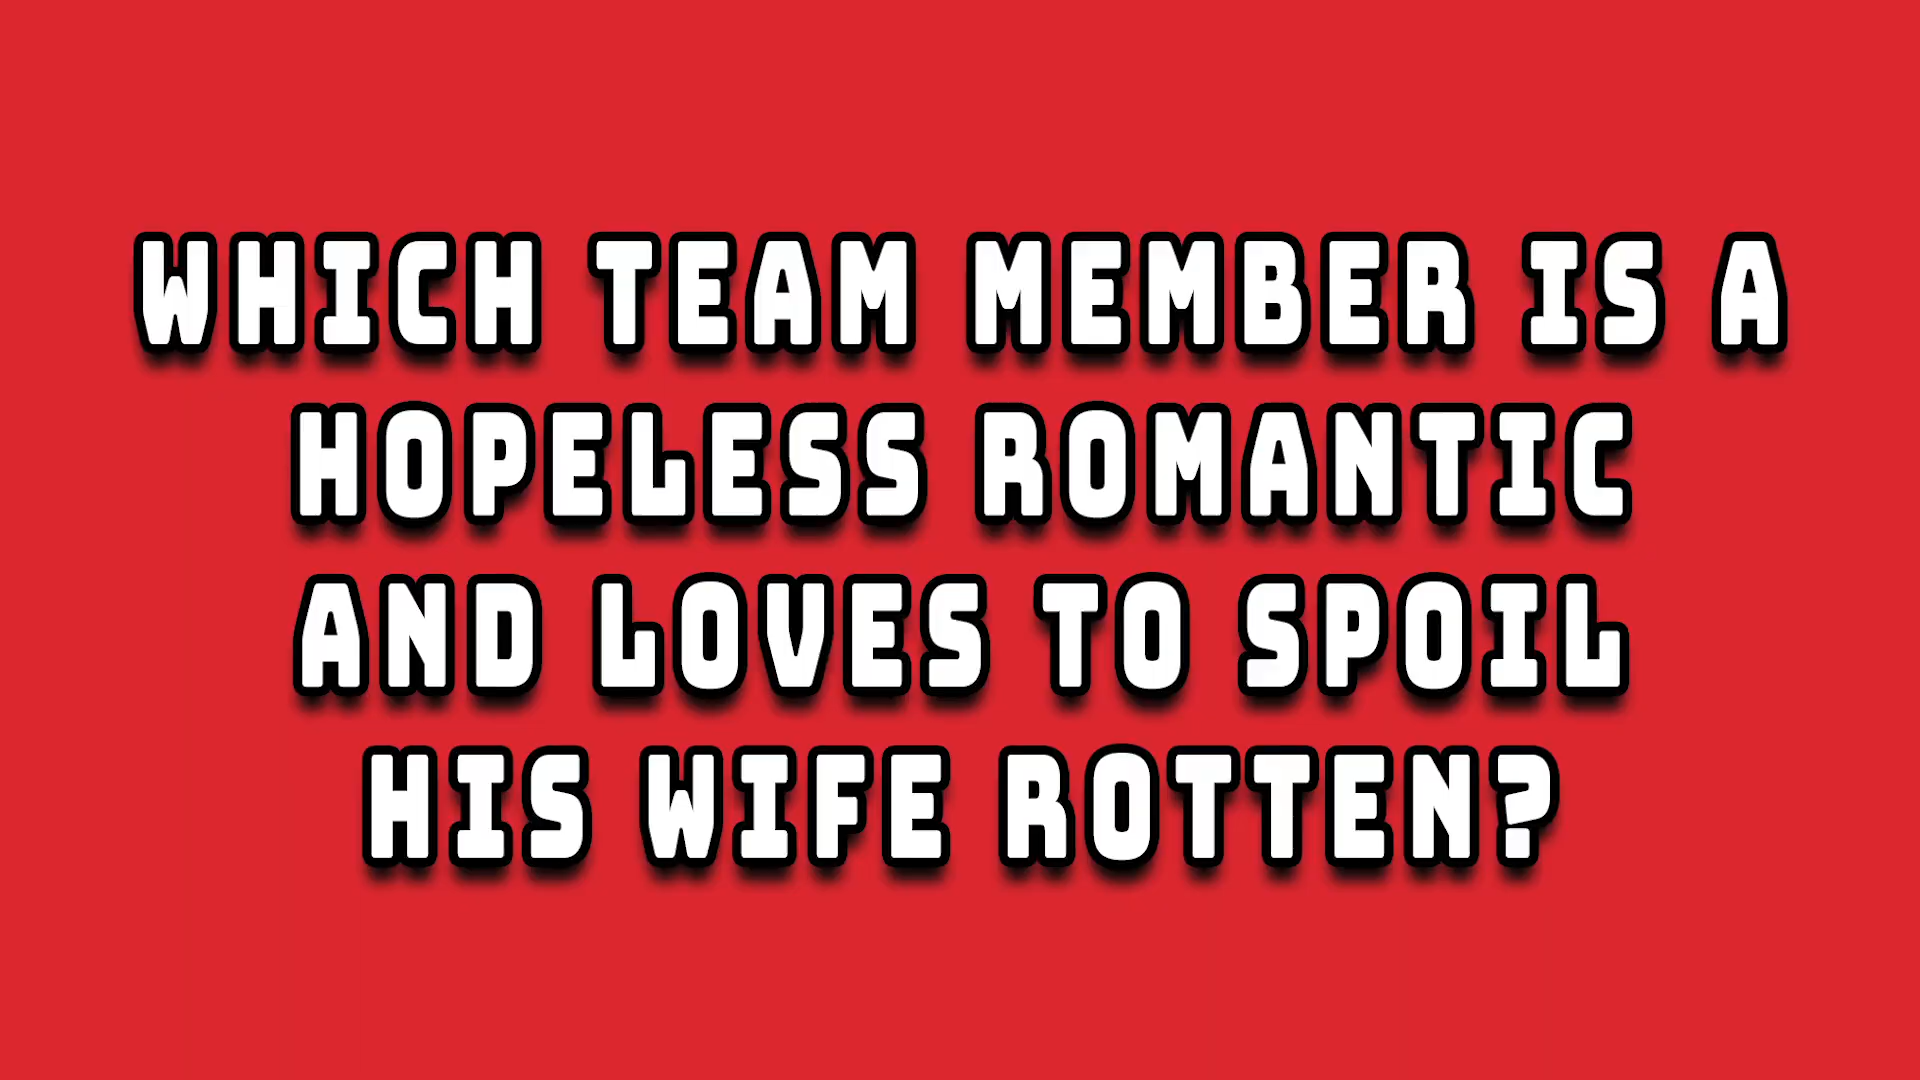 WHICH TEAM MEMBER IS A
HOPELESS ROMANTIC
AND LOVES TO SPOIL
HIS WIFE ROTTEN?